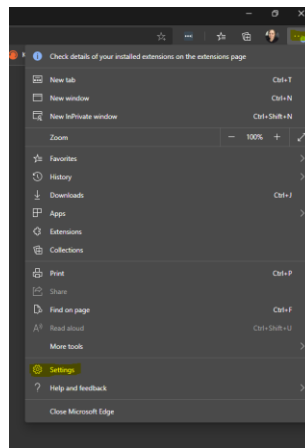 Check details of your installed extensions on the extensions page
New tab Ctrl+T
New window Ctrl+N
New InPrivate window Ctrl+Shift+N
Zoom − 100% +
Favorites
History
Downloads Ctrl+J
Apps
Extensions
Collections
Print Ctrl+P
Share
Find on page Ctrl+F
Read aloud Ctrl+Shift+U
More tools
Settings
Help and feedback
Close Microsoft Edge